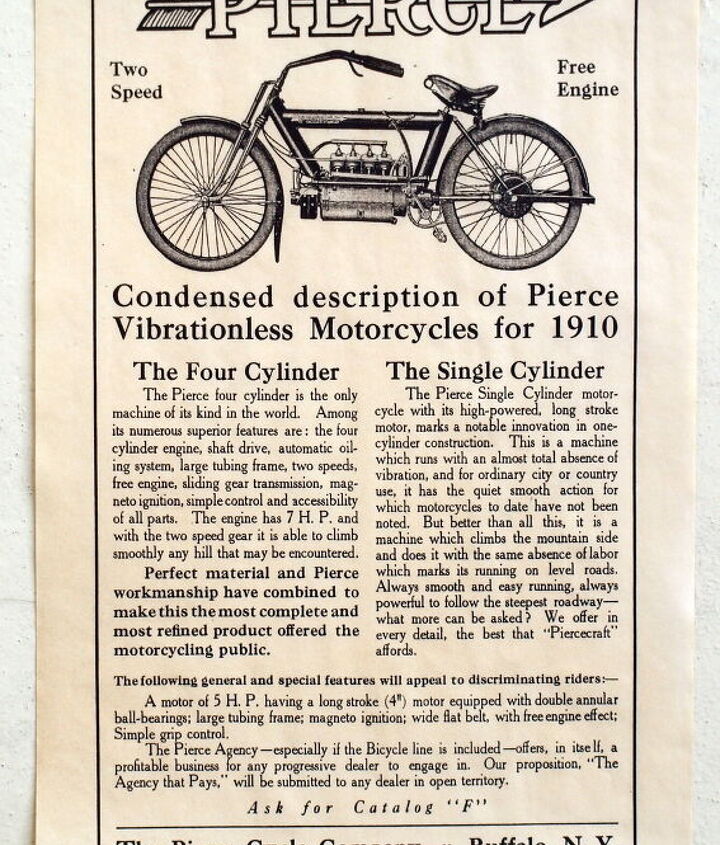 PIERCE
Two
Speed
Free
Engine
Condensed description of Pierce
Vibrationless Motorcycles for 1910
The Four Cylinder
The Pierce four cylinder is the only
machine of its kind in the world. Among
its numerous superior features are: the four
cylinder engine, shaft drive, automatic oil-
ing system, large tubing frame, two speeds,
free engine, sliding gear transmission, mag-
neto ignition, simple control and accessibility
of all parts. The engine has 7 H. P. and
with the two speed gear it is able to climb
smoothly any hill that may be encountered.
Perfect material and Pierce
workmanship have combined to
make this the most complete and
most refined product offered the
motorcycling public.
The Single Cylinder
The Pierce Single Cylinder motor-
cycle with its high-powered, long stroke
motor, marks a notable innovation in one-
cylinder construction. This is a machine
which runs with an almost total absence of
vibration, and for ordinary city or country
use, it has the quiet smooth action for
which motorcycles to date have not been
noted. But better than all this, it is a
machine which climbs the mountain side
and does it with the same absence of labor
which marks its running on level roads.
Always smooth and easy running, always
powerful to follow the steepest roadway—
what more can be asked? We offer in
every detail, the best that "Piercecraft"
affords.
The following general and special features will appeal to discriminating riders:—
A motor of 5 H. P. having a long stroke (4") motor equipped with double annular
ball-bearings; large tubing frame; magneto ignition; wide flat belt, with free engine effect;
Simple grip control.
The Pierce Agency—especially if the Bicycle line is included—offers, in itself, a
profitable business for any progressive dealer to engage in. Our proposition, "The
Agency that Pays," will be submitted to any dealer in open territory.
Ask for Catalog "F"
The Pierce Cycle Company Buffalo, N. Y.